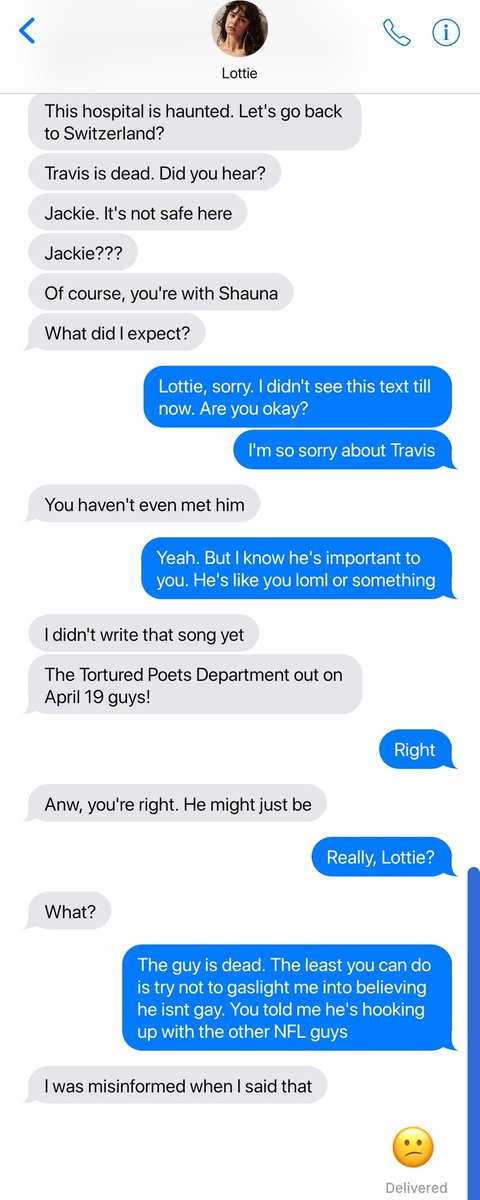 Lottie
This hospital is haunted. Let's go back
to Switzerland?
Travis is dead. Did you hear?
Jackie. It's not safe here
Jackie???
Of course, you're with Shauna
What did I expect?
Lottie, sorry. I didn't see this text till
now. Are you okay?
I'm so sorry about Travis
You haven't even met him
Yeah. But I know he's important to
you. He's like you loml or something
I didn't write that song yet
The Tortured Poets Department out on
April 19 guys!
Right
Anw, you're right. He might just be
Really, Lottie?
What?
The guy is dead. The least you can do
is try not to gaslight me into believing
he isnt gay. You told me he's hooking
up with the other NFL guys
I was misinformed when I said that
Delivered